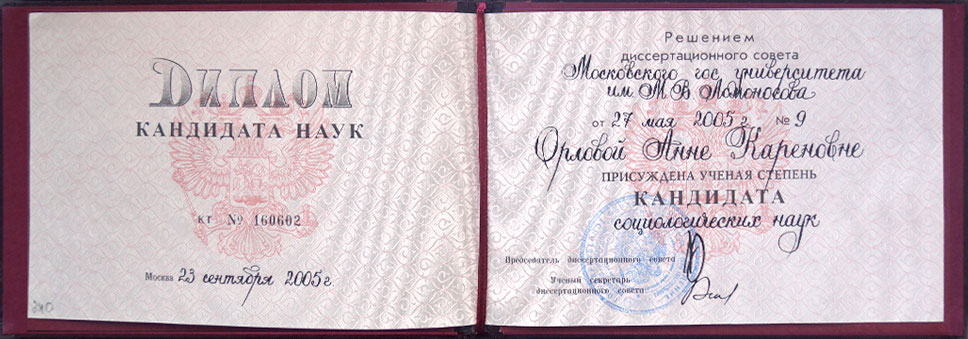 ДИПЛОМ
КАНДИДАТА НАУК
КТ № 160602
Москва 23 сентября 2005 г.
Решением
диссертационного совета
Московского гос университета
им М В Ломоносова
от 27 мая 2005 г № 9
Орловой Анне Кареновне
ПРИСУЖДЕНА УЧЕНАЯ СТЕПЕНЬ
КАНДИДАТА
социологических наук
Председатель диссертационного совета
Ученый секретарь
диссертационного совета